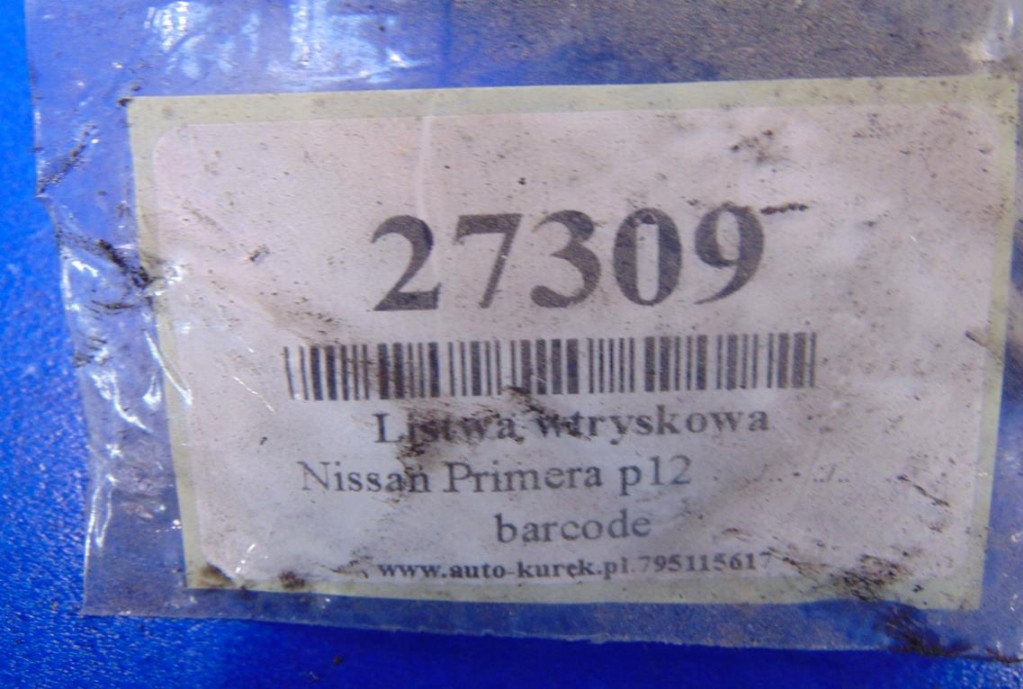 27309
Listwa wtryskowa
Nissan Primera p12
barcode
www.auto-kurek.pl.795115617